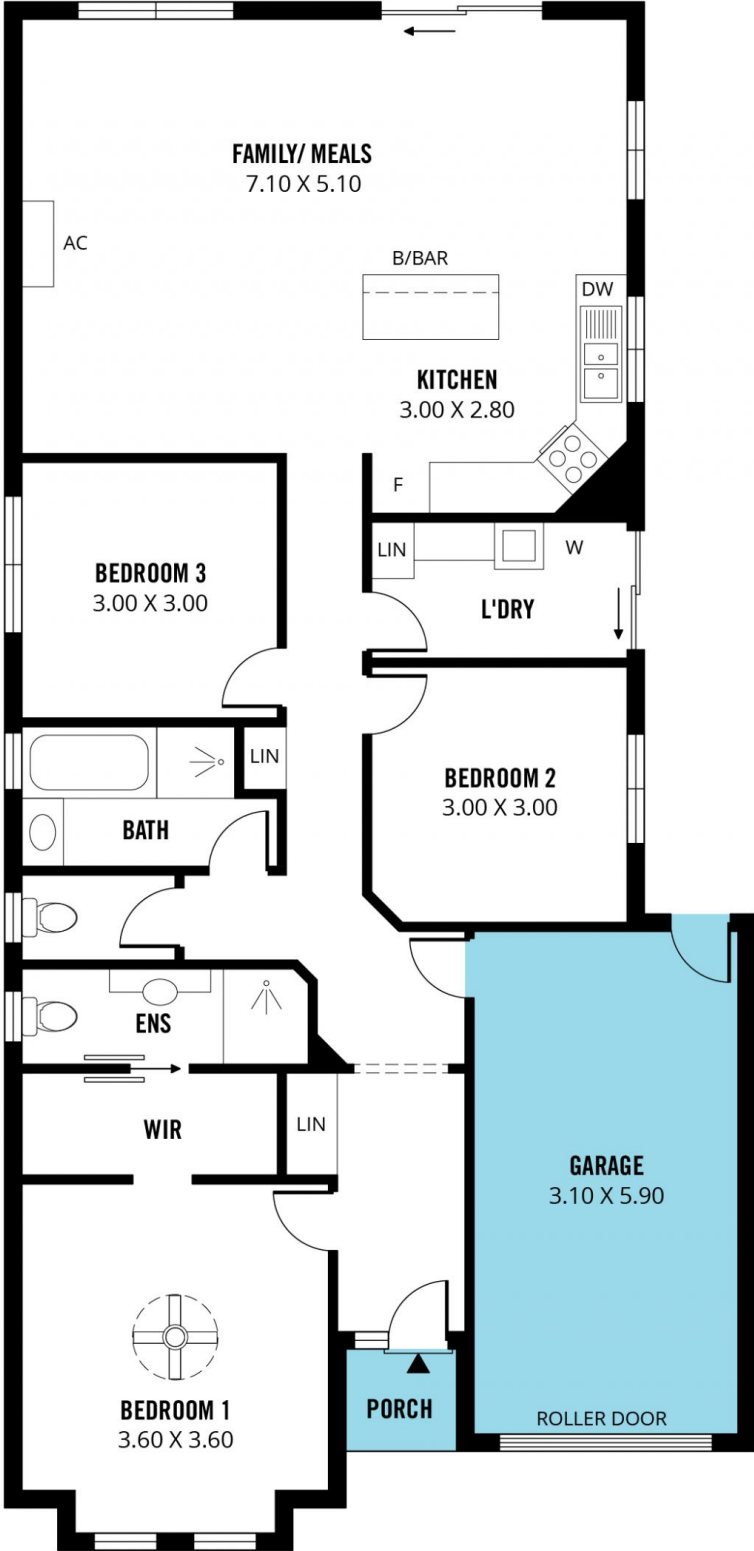 FAMILY/ MEALS
7.10 X 5.10
AC
B/BAR
DW
KITCHEN
3.00 X 2.80
F
BEDROOM 3
3.00 X 3.00
LIN
W
L'DRY
LIN
BEDROOM 2
3.00 X 3.00
BATH
ENS
WIR
LIN
GARAGE
3.10 X 5.90
BEDROOM 1
3.60 X 3.60
PORCH
ROLLER DOOR